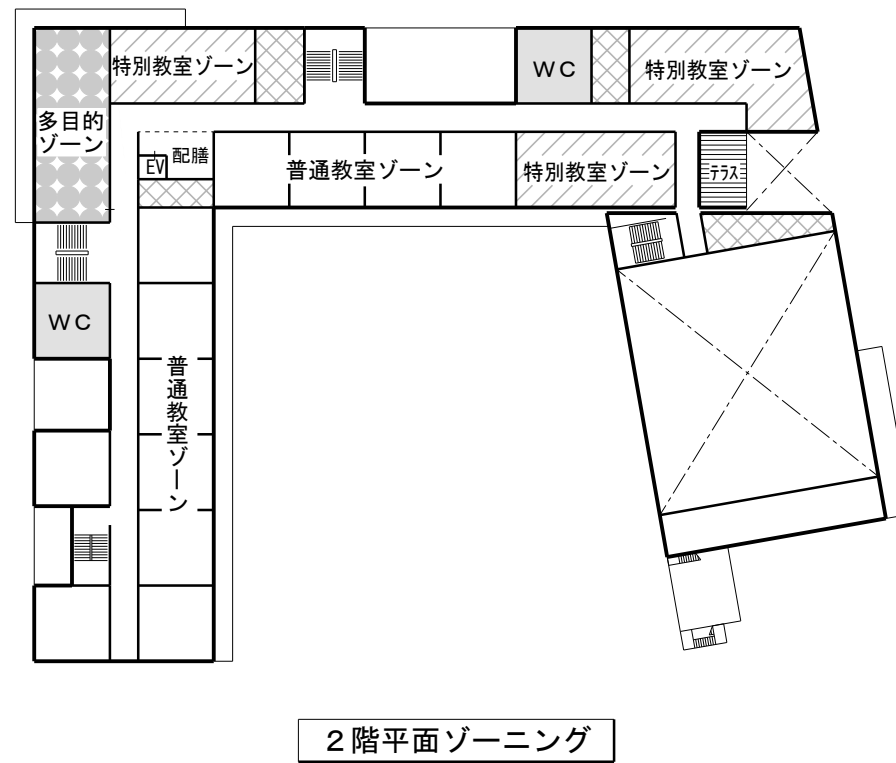 特別教室ゾーン
WC
特別教室ゾーン
多目的
ゾーン
EV
配膳
普通教室ゾーン
特別教室ゾーン
テラス
WC
普通教室ゾーン
２階平面ゾーニング